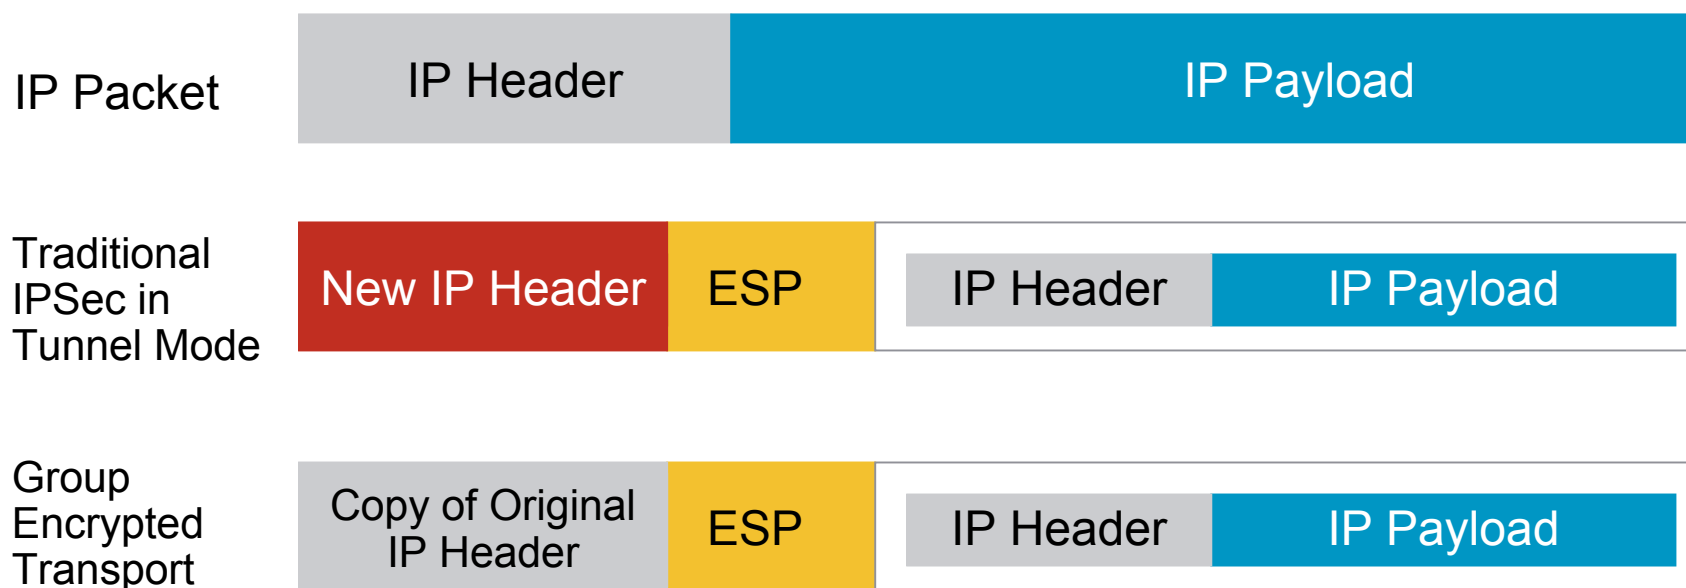 IP Packet
IP Header
IP Payload
Traditional
IPSec in
Tunnel Mode
New IP Header
ESP
IP Header
IP Payload
Group
Encrypted
Transport
Copy of Original
IP Header
ESP
IP Header
IP Payload